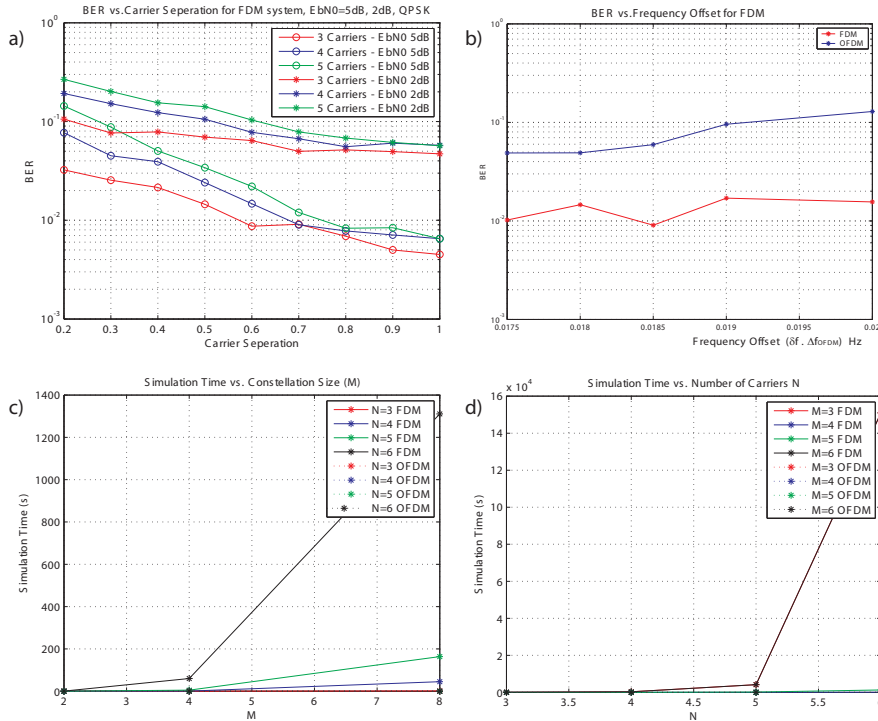 a)
BER vs.Carrier Seperation for FDM system, EbN0=5dB, 2dB, QPSK
10^0
10^-1
10^-2
10^-3
BER
3 Carriers - EbN0 5dB
4 Carriers - EbN0 5dB
5 Carriers - EbN0 5dB
3 Carriers - EbN0 2dB
4 Carriers - EbN0 2dB
5 Carriers - EbN0 2dB
0.2 0.3 0.4 0.5 0.6 0.7 0.8 0.9 1
Carrier Seperation
b)
BER vs.Frequency Offset for FDM
10^0
10^-1
10^-2
10^-3
BER
FDM
OFDM
0.0175 0.018 0.0185 0.019 0.0195 0.02
Frequency Offset (δf . ΔfOFDM) Hz
c)
Simulation Time vs. Constellation Size (M)
1400
1200
1000
800
600
400
200
0
Simulation Time (s)
N=3 FDM
N=4 FDM
N=5 FDM
N=6 FDM
N=3 OFDM
N=4 OFDM
N=5 OFDM
N=6 OFDM
2 3 4 5 6 7 8
M
d)
Simulation Time vs. Number of Carriers N
x 10^4
16
14
12
10
8
6
4
2
0
Simulation Time (s)
M=3 FDM
M=4 FDM
M=5 FDM
M=6 FDM
M=3 OFDM
M=4 OFDM
M=5 OFDM
M=6 OFDM
3 3.5 4 4.5 5 5.5
N